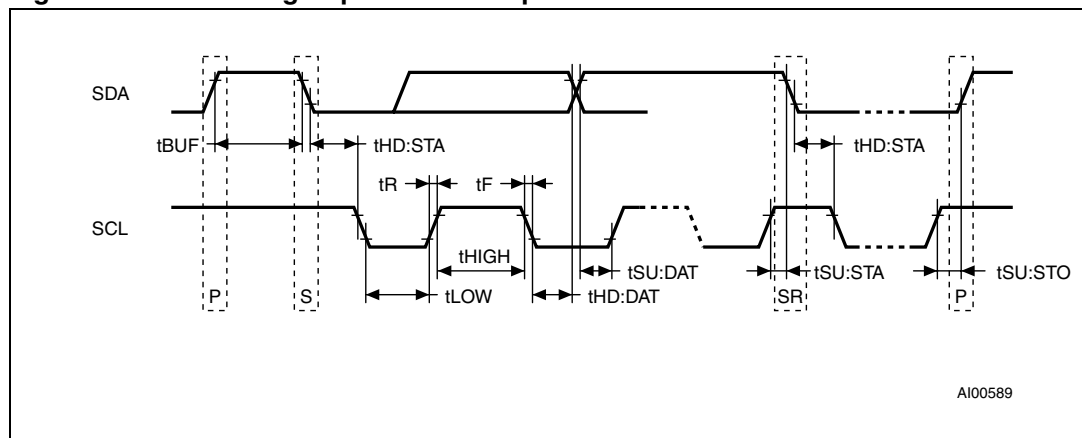 SDA
tBUF
tHD:STA
tHD:STA
tR
tF
SCL
tHIGH
tSU:DAT
tSU:STA
tSU:STO
P
S
tLOW
tHD:DAT
SR
P
AI00589